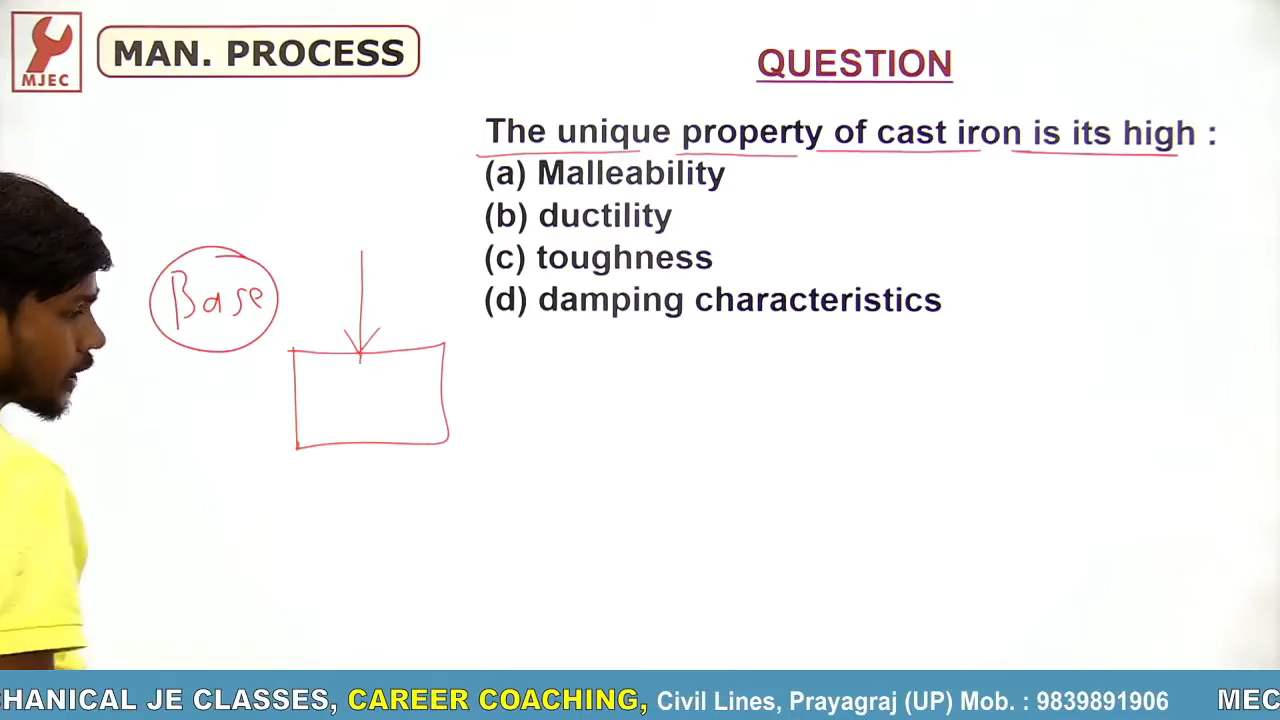 MJEC
MAN. PROCESS
QUESTION
The unique property of cast iron is its high :
(a) Malleability
(b) ductility
(c) toughness
(d) damping characteristics
Base
CHANICAL JE CLASSES, CAREER COACHING, Civil Lines, Prayagraj (UP) Mob. : 9839891906 MEC